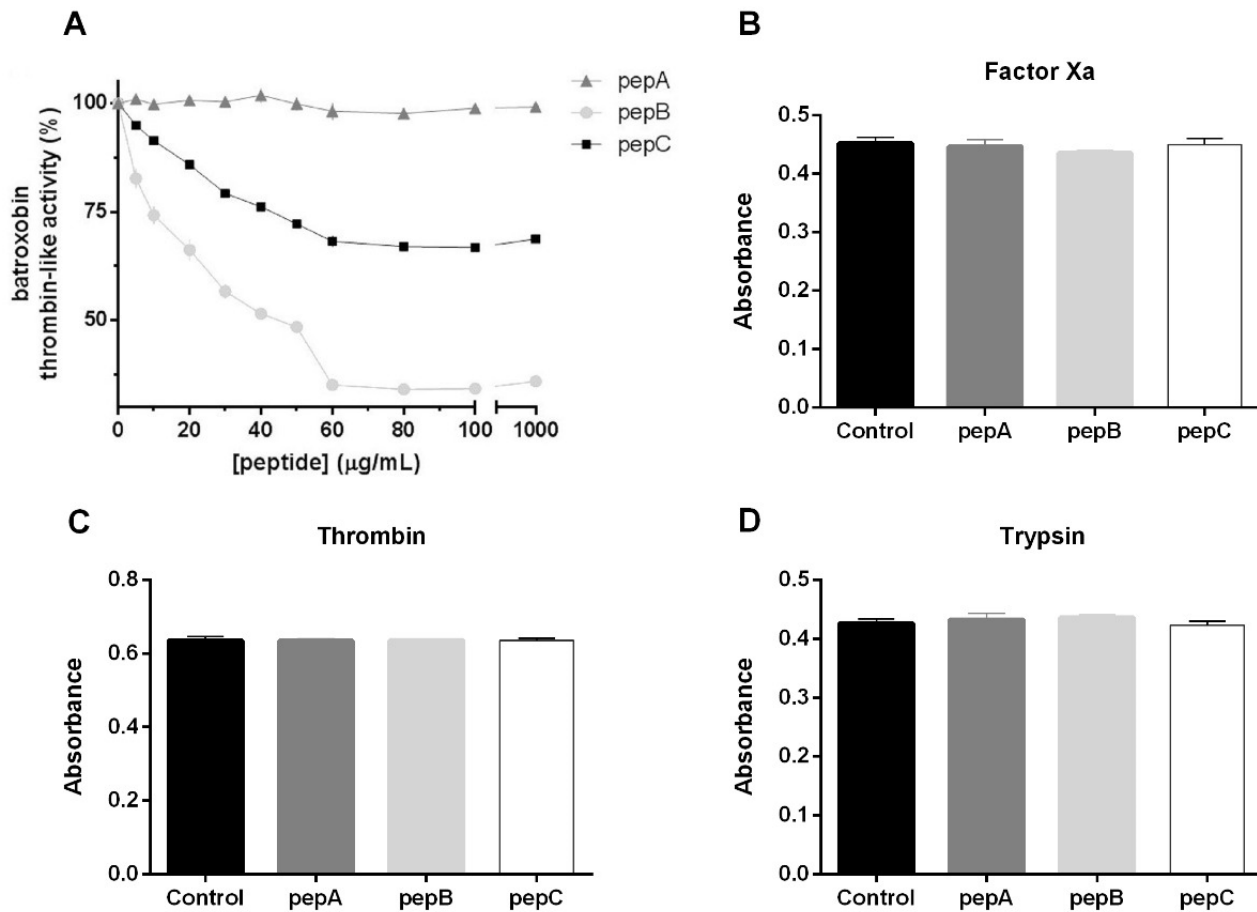 A
batroxobin
thrombin-like activity (%)
100
75
50
0
20
40
60
80
100
1000
[peptide] (μg/mL)
pepA
pepB
pepC
B
Factor Xa
Absorbance
0.5
0.4
0.3
0.2
0.1
0.0
Control
pepA
pepB
pepC
C
Thrombin
Absorbance
0.8
0.6
0.4
0.2
0.0
Control
pepA
pepB
pepC
D
Trypsin
Absorbance
0.5
0.4
0.3
0.2
0.1
0.0
Control
pepA
pepB
pepC